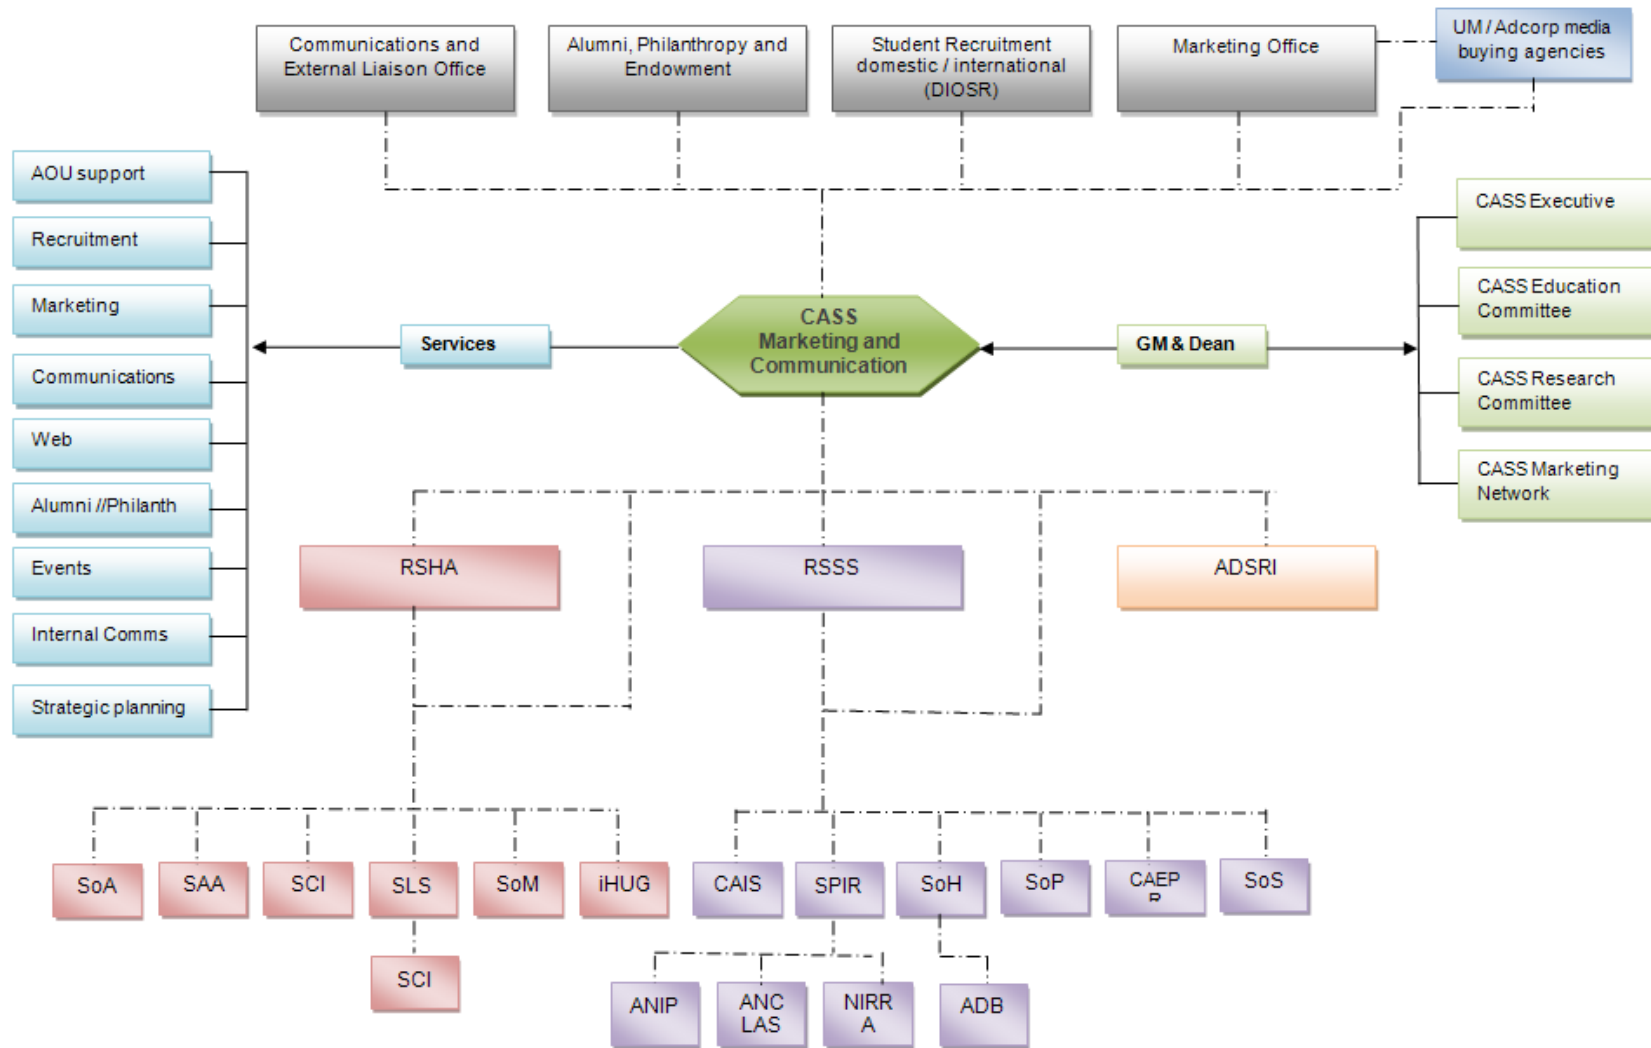 Communications and
External Liaison Office
Alumni, Philanthropy and
Endowment
Student Recruitment
domestic / international
(DIOSR)
Marketing Office
UM / Adcorp media
buying agencies
AOU support
Recruitment
Marketing
Communications
Web
Alumni //Philanth
Events
Internal Comms
Strategic planning
Services
CASS
Marketing and
Communication
GM & Dean
CASS Executive
CASS Education
Committee
CASS Research
Committee
CASS Marketing
Network
RSHA
RSSS
ADSRI
SoA
SAA
SCI
SLS
SoM
iHUG
CAIS
SPIR
SoH
SoP
CAEP
R
SoS
SCI
ANIP
ANC
LAS
NIRR
A
ADB